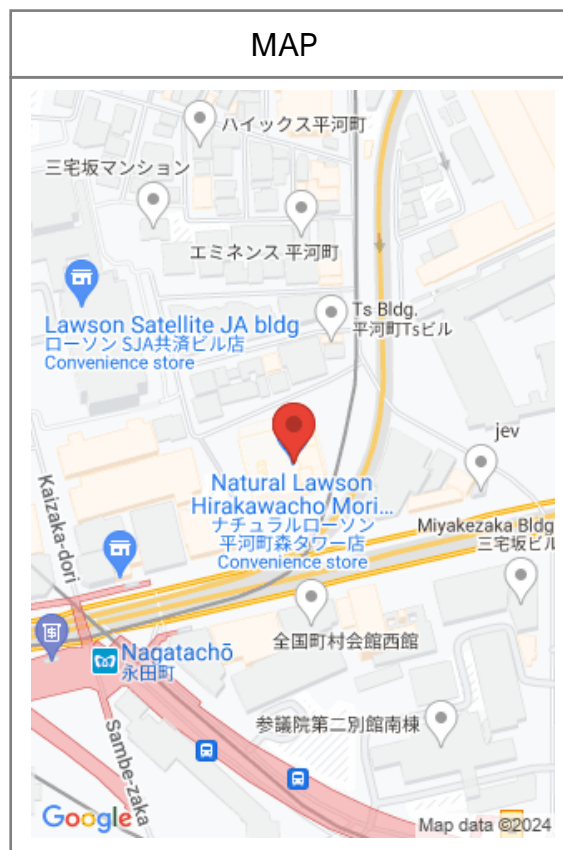 MAP
ハイックス平河町
三宅坂マンション
エミネンス 平河町
Ts Bldg.
平河町Tsビル
Lawson Satellite JA bldg
ローソン SJA共済ビル店
Convenience store
jev
Natural Lawson
Hirakawacho Mori...
ナチュラルローソン
平河町森タワー店
Convenience store
Kaizaka-dori
Miyakezaka Bldg
三宅坂ビル
全国町村会館西館
Nagatachō
永田町
参議院第二別館南棟
Sambe-zaka
Google
Map data ©2024